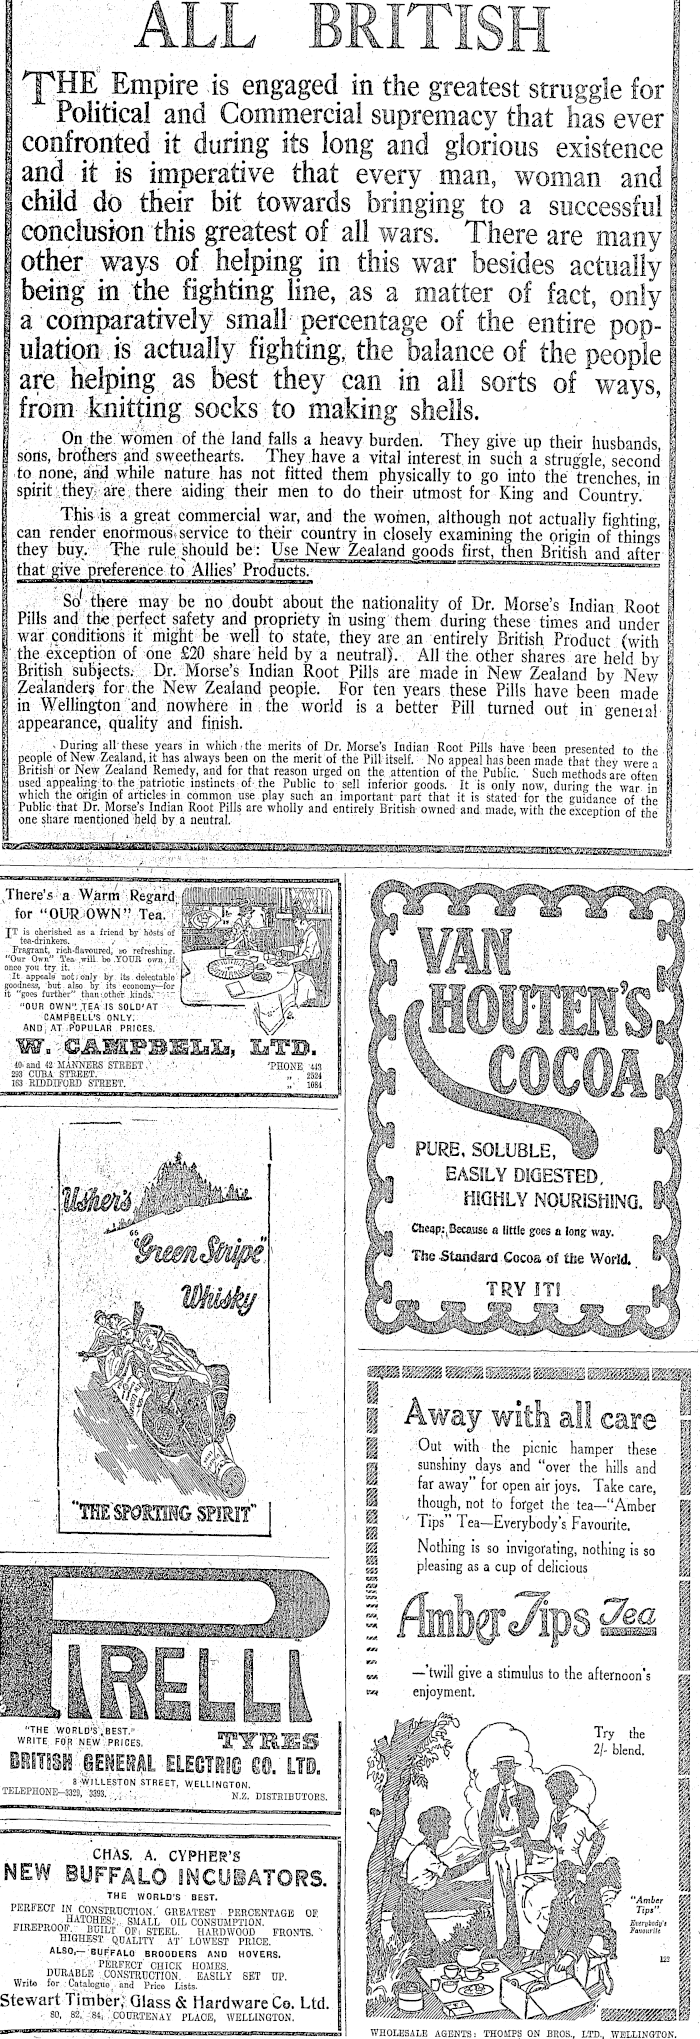 ALL BRITISH
THE Empire is engaged in the greatest struggle for
Political and Commercial supremacy that has ever
confronted it during its long and glorious existence
and it is imperative that every man, woman and
child do their bit towards bringing to a successful
conclusion this greatest of all wars. There are many
other ways of helping in this war besides actually
being in the fighting line, as a matter of fact, only
a comparatively small percentage of the entire pop-
ulation is actually fighting, the balance of the people
are helping as best they can in all sorts of ways,
from knitting socks to making shells.
On the women of the land falls a heavy burden. They give up their husbands,
sons, brothers and sweethearts. They have a vital interest in such a struggle, second
to none, and while nature has not fitted them physically to go into the trenches, in
spirit they are there aiding their men to do their utmost for King and Country.
This is a great commercial war, and the women, although not actually fighting,
can render enormous service to their country in closely examining the origin of things
they buy. The rule should be: Use New Zealand goods first, then British and after
that give preference to Allies' Products.
So there may be no doubt about the nationality of Dr. Morse's Indian Root
Pills and the perfect safety and propriety in using them during these times and under
war conditions it might be well to state, they are an entirely British Product (with
the exception of one £20 share held by a neutral). All the other shares are held by
British subjects. Dr. Morse's Indian Root Pills are made in New Zealand by New
Zealanders for the New Zealand people. For ten years these Pills have been made
in Wellington and nowhere in the world is a better Pill turned out in general
appearance, quality and finish.
During all these years in which the merits of Dr. Morse's Indian Root Pills have been presented to the
people of New Zealand, it has always been on the merit of the Pill itself. No appeal has been made that they were a
British or New Zealand Remedy, and for that reason urged on the attention of the Public. Such methods are often
used appealing to the patriotic instincts of the Public to sell inferior goods. It is only now, during the war in
which the origin of articles in common use play such an important part that it is stated for the guidance of the
Public that Dr. Morse's Indian Root Pills are wholly and entirely British owned and made, with the exception of the
one share mentioned held by a neutral.
There's a Warm Regard
for "OUR OWN" Tea.
IT is cherished as a friend by hosts of
tea-drinkers.
Fragrant, rich-flavoured, so refreshing,
"Our Own" Tea will be YOUR own if
once you try it.
It appeals not only by its delectable
goodness, but also by its economy—for
it "goes further" than other kinds.
"OUR OWN" TEA IS SOLD AT
CAMPBELL'S ONLY,
AND AT POPULAR PRICES.
W. CAMPBELL, LTD.
40 and 42 MANNERS STREET 'PHONE 443
293 CUBA STREET. " 2524
163 RIDDIFORD STREET. " 1084
VAN
HOUTEN'S
COCOA
PURE, SOLUBLE,
EASILY DIGESTED,
HIGHLY NOURISHING.
Cheap: Because a little goes a long way.
The Standard Cocoa of the World.
TRY IT!
Usher's
"Green Stripe"
Whisky
"THE SPORTING SPIRIT"
Away with all care
Out with the picnic hamper these
sunshiny days and "over the hills and
far away" for open air joys. Take care,
though, not to forget the tea—"Amber
Tips" Tea—Everybody's Favourite.
Nothing is so invigorating, nothing is so
pleasing as a cup of delicious
Amber Tips Tea
—'twill give a stimulus to the afternoon's
enjoyment.
Try the
2/- blend.
"Amber
Tips"
Everybody's
Favourite
123
WHOLESALE AGENTS: THOMPSON BROS., LTD., WELLINGTON.
PIRELLI
"THE WORLD'S BEST."
WRITE FOR NEW PRICES.
TYRES
BRITISH GENERAL ELECTRIC CO. LTD.
8 WILLESTON STREET, WELLINGTON.
TELEPHONE—3329, 3393. N.Z. DISTRIBUTORS.
CHAS. A. CYPHER'S
NEW BUFFALO INCUBATORS.
THE WORLD'S BEST.
PERFECT IN CONSTRUCTION. GREATEST PERCENTAGE OF
HATCHES. SMALL OIL CONSUMPTION.
FIREPROOF. BUILT OF STEEL. HARDWOOD FRONTS.
HIGHEST QUALITY AT LOWEST PRICE.
ALSO,— BUFFALO BROODERS AND HOVERS.
PERFECT CHICK HOMES.
DURABLE CONSTRUCTION. EASILY SET UP.
Write for Catalogue and Price Lists.
Stewart Timber, Glass & Hardware Co. Ltd.
80, 82, 84, COURTENAY PLACE, WELLINGTON.